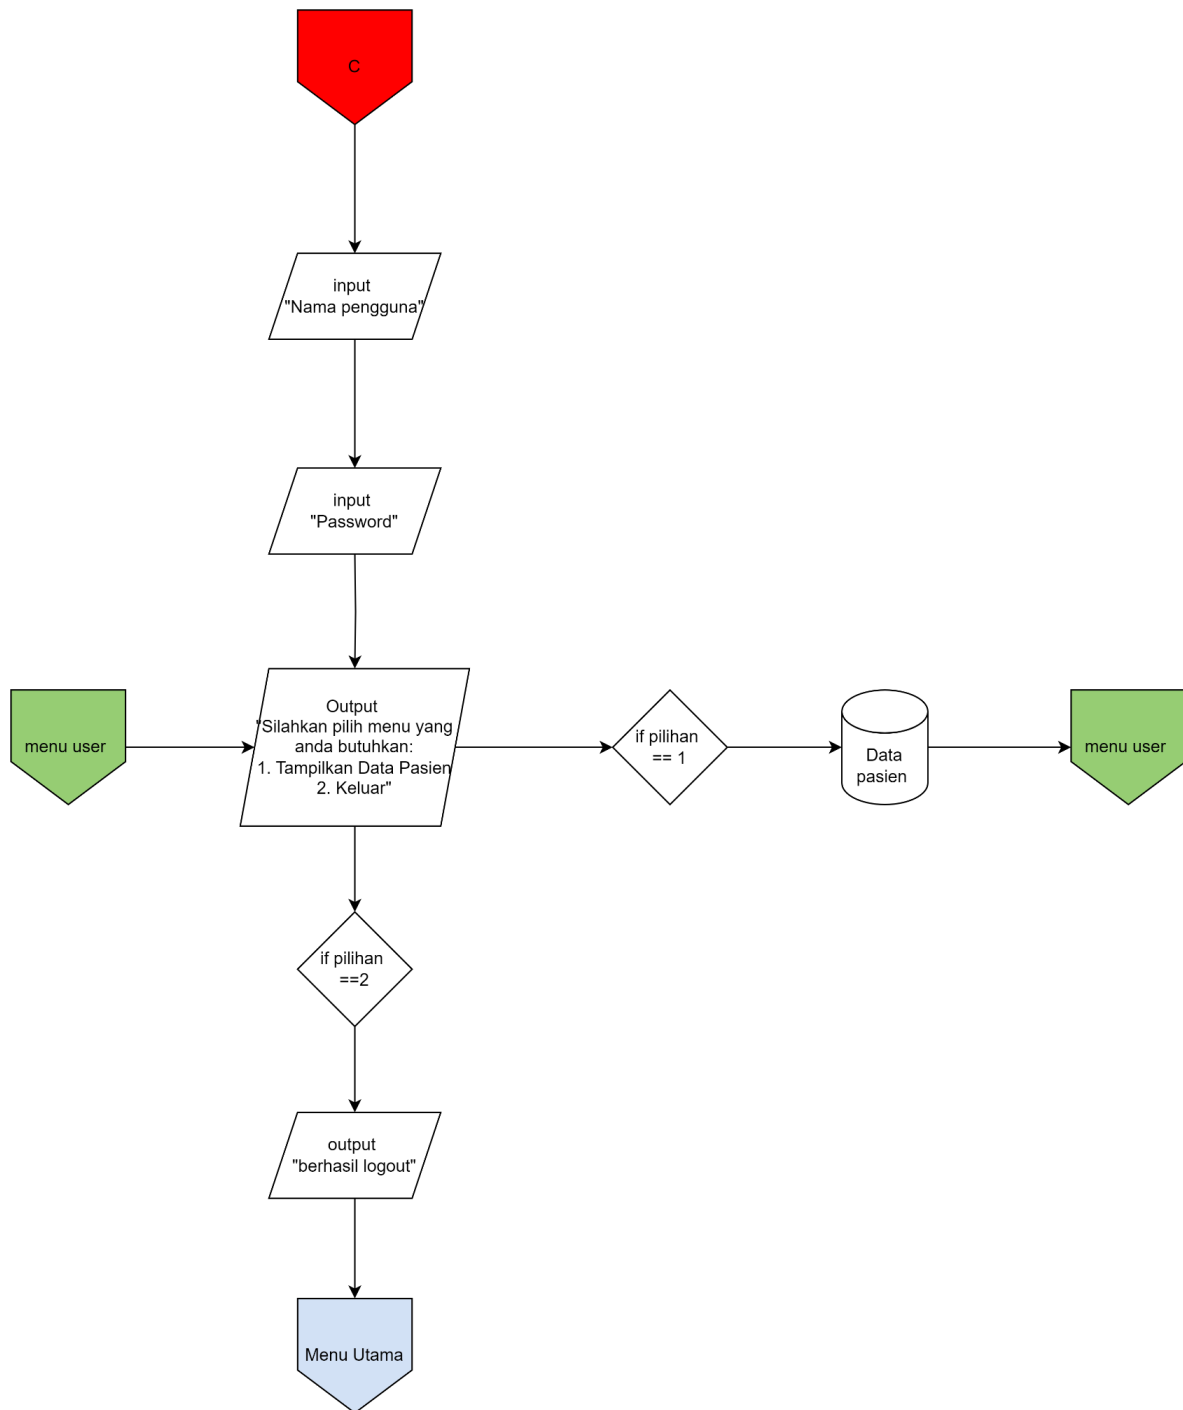 C
input
"Nama pengguna"
input
"Password"
menu user
Output
"Silahkan pilih menu yang
anda butuhkan:
1. Tampilkan Data Pasien
2. Keluar"
if pilihan
== 1
Data
pasien
menu user
if pilihan
==2
output
"berhasil logout"
Menu Utama